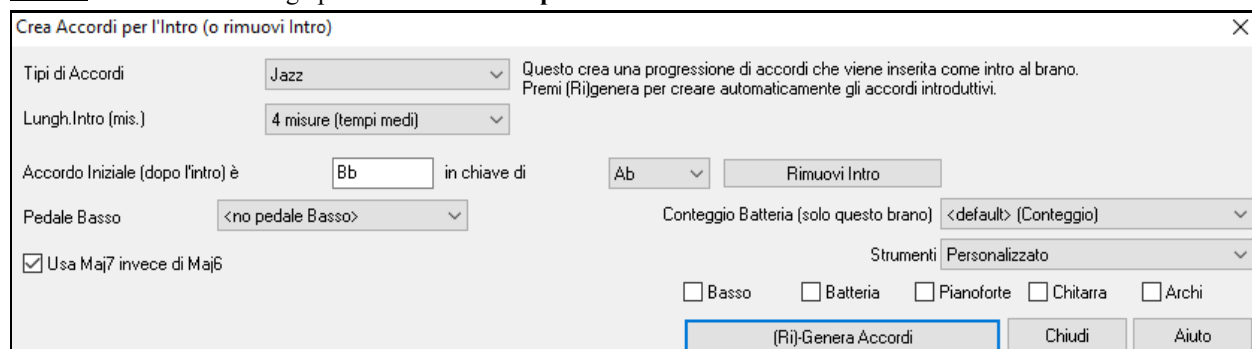 Crea Accordi per l'Intro (o rimuovi Intro)
Tipi di Accordi Jazz Questo crea una progressione di accordi che viene inserita come intro al brano.
Premi (Ri)genera per creare automaticamente gli accordi introduttivi.
Lungh.Intro (mis.) 4 misure (tempi medi)
Accordo Iniziale (dopo l'intro) è Bb in chiave di Ab Rimuovi Intro
Pedale Basso <no pedale Basso> Conteggio Batteria (solo questo brano) <default> (Conteggio)
Usa Maj7 invece di Maj6 Strumenti Personalizzato
Basso Batteria Pianoforte Chitarra Archi
(Ri)-Genera Accordi Chiudi Aiuto